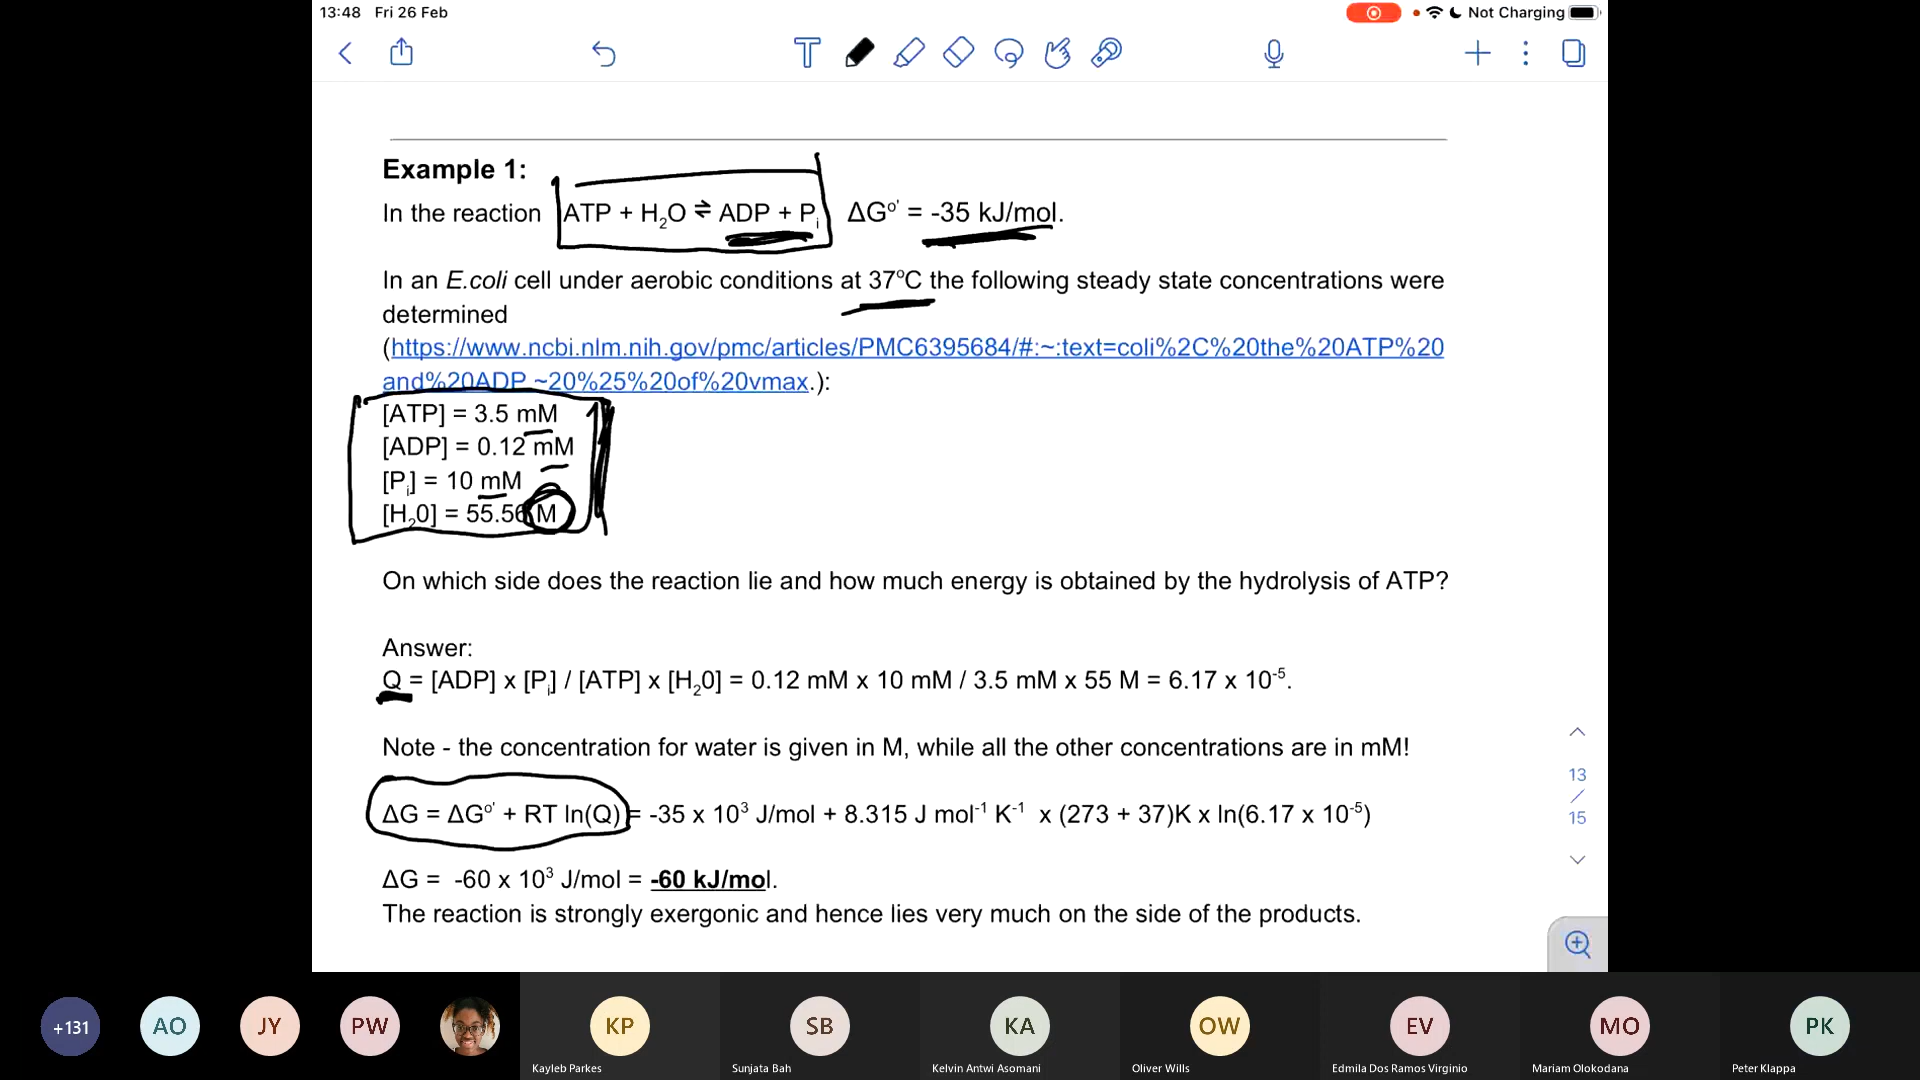 13:48 Fri 26 Feb
Not Charging
Example 1:
In the reaction ATP + H₂O ⇌ ADP + Pᵢ ΔGᵒ' = -35 kJ/mol.
In an E.coli cell under aerobic conditions at 37ᵒC the following steady state concentrations were
determined
(https://www.ncbi.nlm.nih.gov/pmc/articles/PMC6395684/#:~:text=coli%2C%20the%20ATP%20
and%20ADP,~20%25%20of%20vmax.):
[ATP] = 3.5 mM
[ADP] = 0.12 mM
[Pᵢ] = 10 mM
[H₂0] = 55.56 M
On which side does the reaction lie and how much energy is obtained by the hydrolysis of ATP?
Answer:
Q = [ADP] x [Pᵢ] / [ATP] x [H₂0] = 0.12 mM x 10 mM / 3.5 mM x 55 M = 6.17 x 10⁻⁵.
Note - the concentration for water is given in M, while all the other concentrations are in mM!
ΔG = ΔGᵒ' + RT ln(Q) = -35 x 10³ J/mol + 8.315 J mol⁻¹ K⁻¹ x (273 + 37)K x ln(6.17 x 10⁻⁵)
ΔG = -60 x 10³ J/mol = -60 kJ/mol.
The reaction is strongly exergonic and hence lies very much on the side of the products.
13
/
15
+131 AO JY PW KP SB KA OW EV MO PK
Kayleb Parkes Sunjata Bah Kelvin Antwi Asomani Oliver Wills Edmila Dos Ramos Virginio Mariam Olokodana Peter Klappa